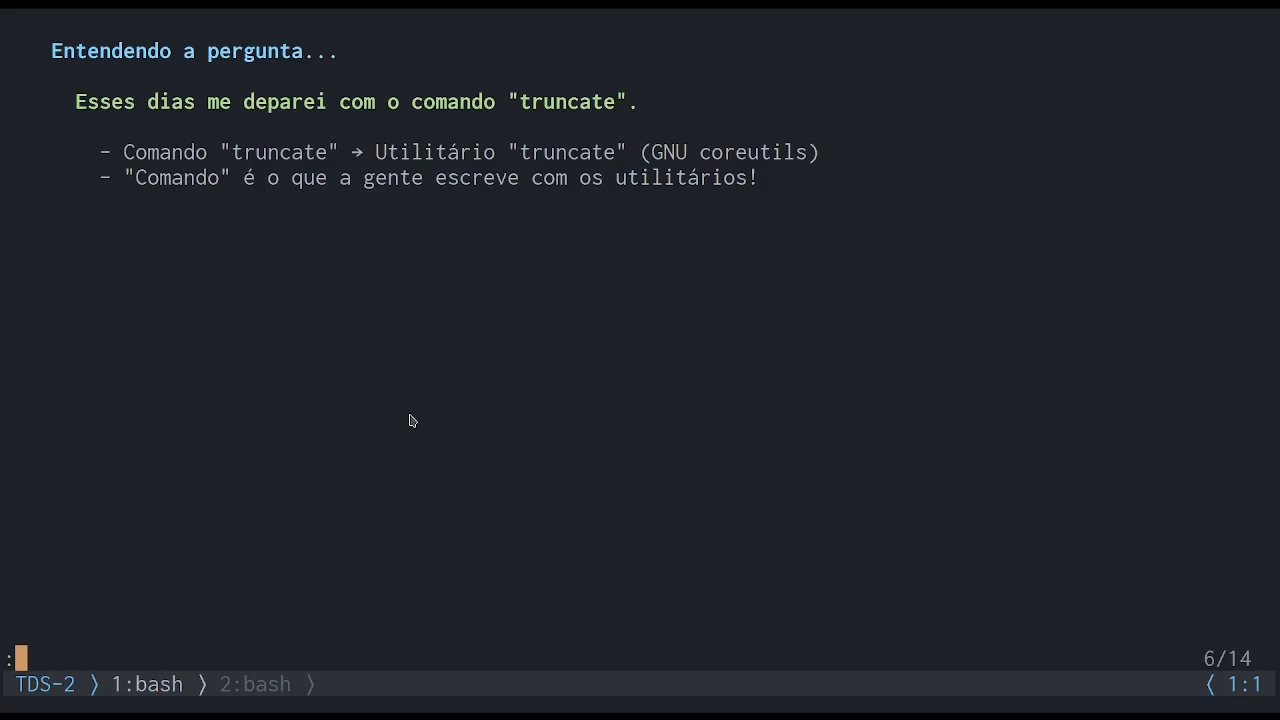 Entendendo a pergunta...
Esses dias me deparei com o comando "truncate".
- Comando "truncate" → Utilitário "truncate" (GNU coreutils)
- "Comando" é o que a gente escreve com os utilitários!
:
6/14
TDS-2 ⟩ 1:bash ⟩ 2:bash ⟩
⟨ 1:1